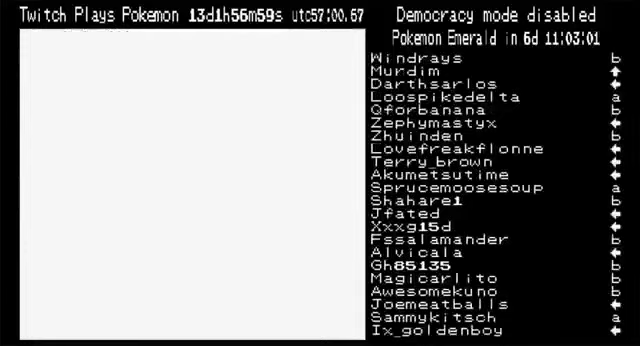 Twitch Plays Pokemon 13d1h56m59s utc57:00.67
Democracy mode disabled
Pokemon Emerald in 6d 11:03:01
Windrays b
Murdim ↑
Darthsarlos ←
Loospikedelta a
Qforbanana b
Zephymastyx ←
Zhuinden b
Lovefreakflonne ←
Terry_brown ←
Akumetsutime ←
Sprucemoosesoup a
Shahare1 b
Jfated ←
Xxxg15d ←
Fssalamander b
Alvicala ←
Gh85135 b
Magicarlito b
Awesomekuno b
Joemeatballs ←
Sammykitsch a
Ix_goldenboy ←